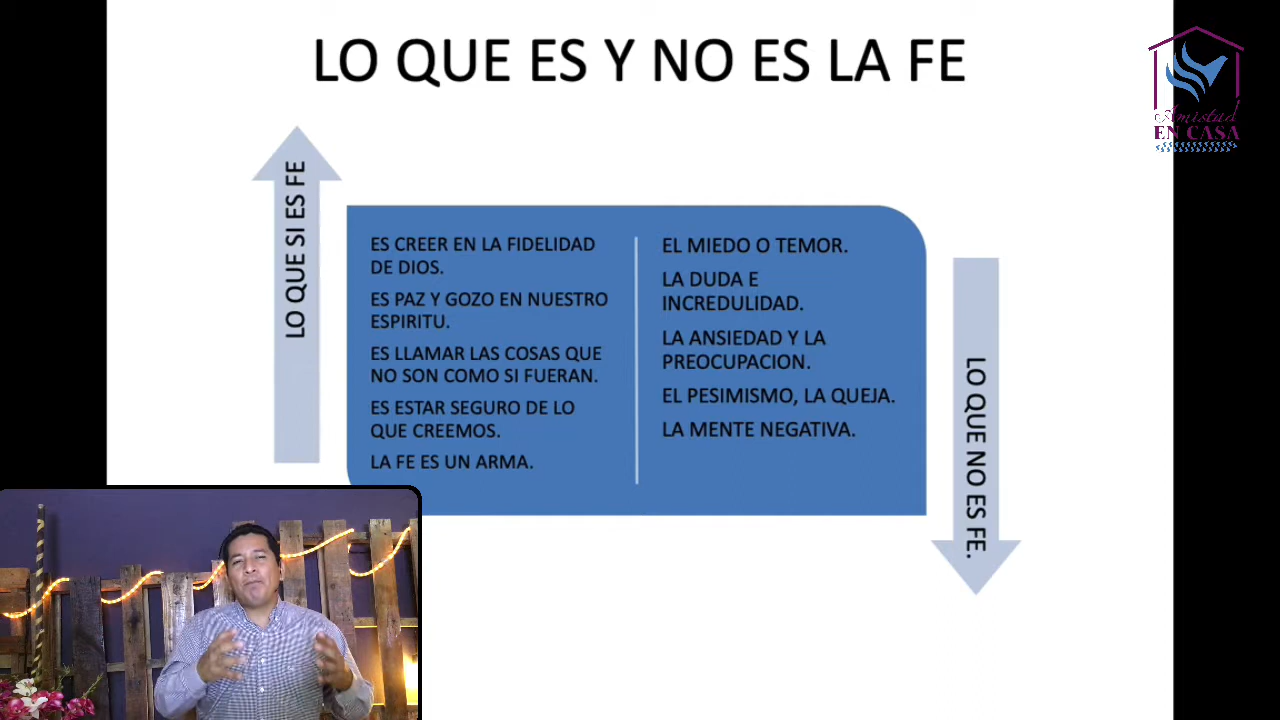 LO QUE ES Y NO ES LA FE
Amistad
EN CASA
LO QUE SI ES FE
ES CREER EN LA FIDELIDAD
DE DIOS.
ES PAZ Y GOZO EN NUESTRO
ESPIRITU.
ES LLAMAR LAS COSAS QUE
NO SON COMO SI FUERAN.
ES ESTAR SEGURO DE LO
QUE CREEMOS.
LA FE ES UN ARMA.
EL MIEDO O TEMOR.
LA DUDA E
INCREDULIDAD.
LA ANSIEDAD Y LA
PREOCUPACION.
EL PESIMISMO, LA QUEJA.
LA MENTE NEGATIVA.
LO QUE NO ES FE.